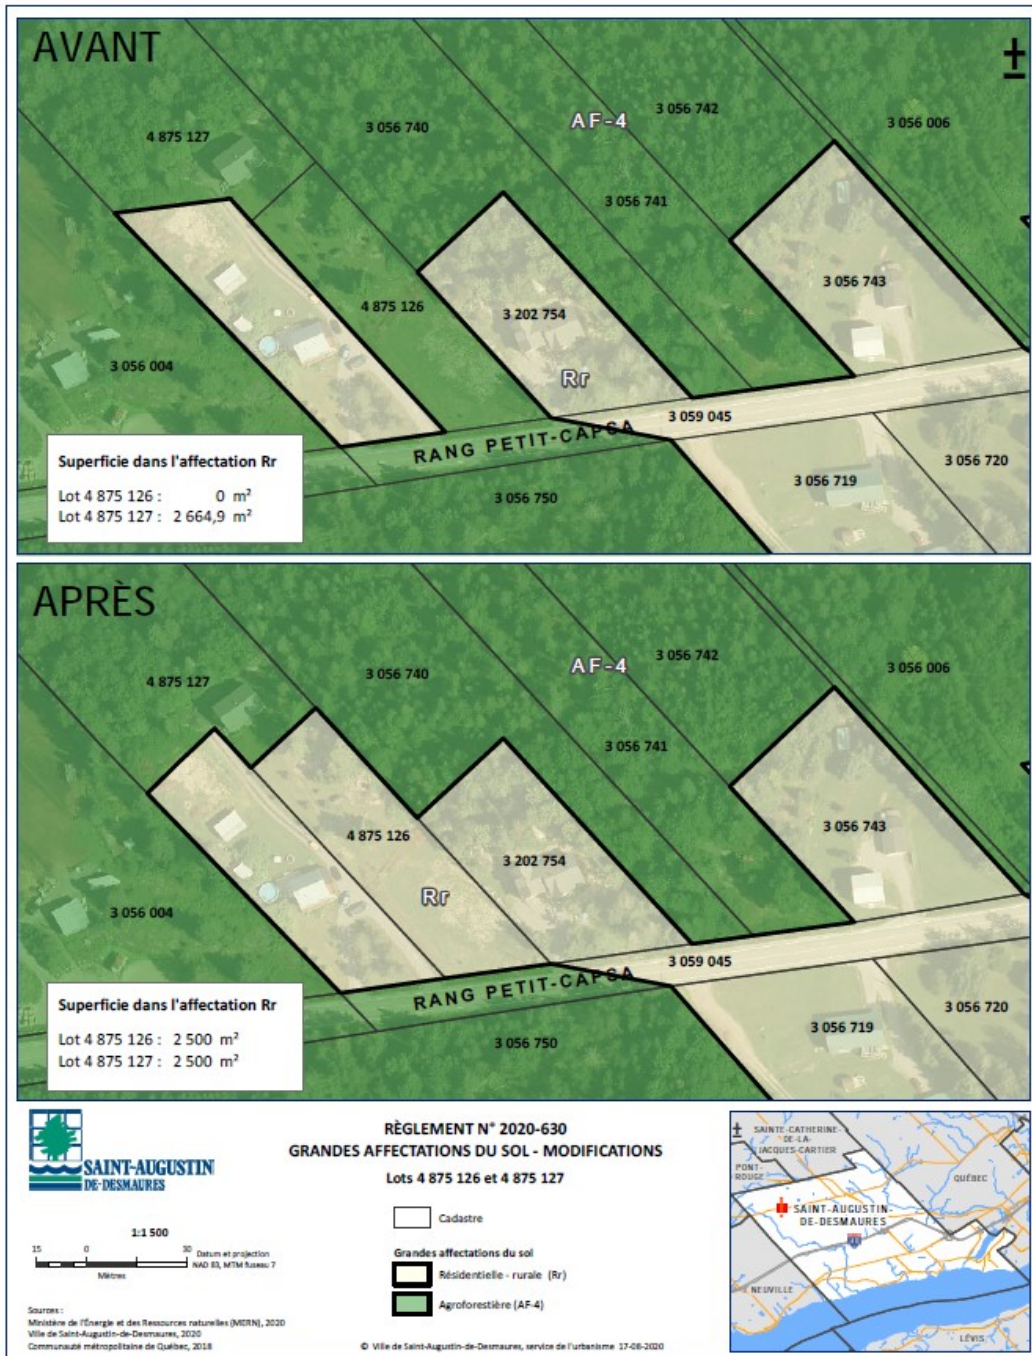 AVANT
4 875 127
3 056 740
AF-4
3 056 742
3 056 006
3 056 741
3 056 743
4 875 126
3 202 754
3 056 004
Rr
3 059 045
RANG PETIT-CAPSA
3 056 720
3 056 719
3 056 750
Superficie dans l'affectation Rr
Lot 4 875 126 : 0 m²
Lot 4 875 127 : 2 664,9 m²
APRÈS
4 875 127
3 056 740
AF-4
3 056 742
3 056 006
3 056 741
3 056 743
4 875 126
3 202 754
Rr
3 056 004
3 059 045
RANG PETIT-CAPSA
3 056 720
3 056 719
3 056 750
Superficie dans l'affectation Rr
Lot 4 875 126 : 2 500 m²
Lot 4 875 127 : 2 500 m²
SAINT-AUGUSTIN
DE-DESMAURES
RÈGLEMENT N° 2020-630
GRANDES AFFECTATIONS DU SOL - MODIFICATIONS
Lots 4 875 126 et 4 875 127
1:1 500
15 0 30
Mètres
Datum et projection
NAD 83, MTM fuseau 7
Cadastre
Grandes affectations du sol
Résidentielle - rurale (Rr)
Agroforestière (AF-4)
Sources :
Ministère de l'Énergie et des Ressources naturelles (MERN), 2020
Ville de Saint-Augustin-de-Desmaures, 2020
Communauté métropolitaine de Québec, 2018
© Ville de Saint-Augustin-de-Desmaures, service de l'urbanisme 17-08-2020
SAINTE-CATHERINE-
DE-LA-
JACQUES-CARTIER
PONT-
ROUGE
QUÉBEC
SAINT-AUGUSTIN-
DE-DESMAURES
NEUVILLE
LÉVIS